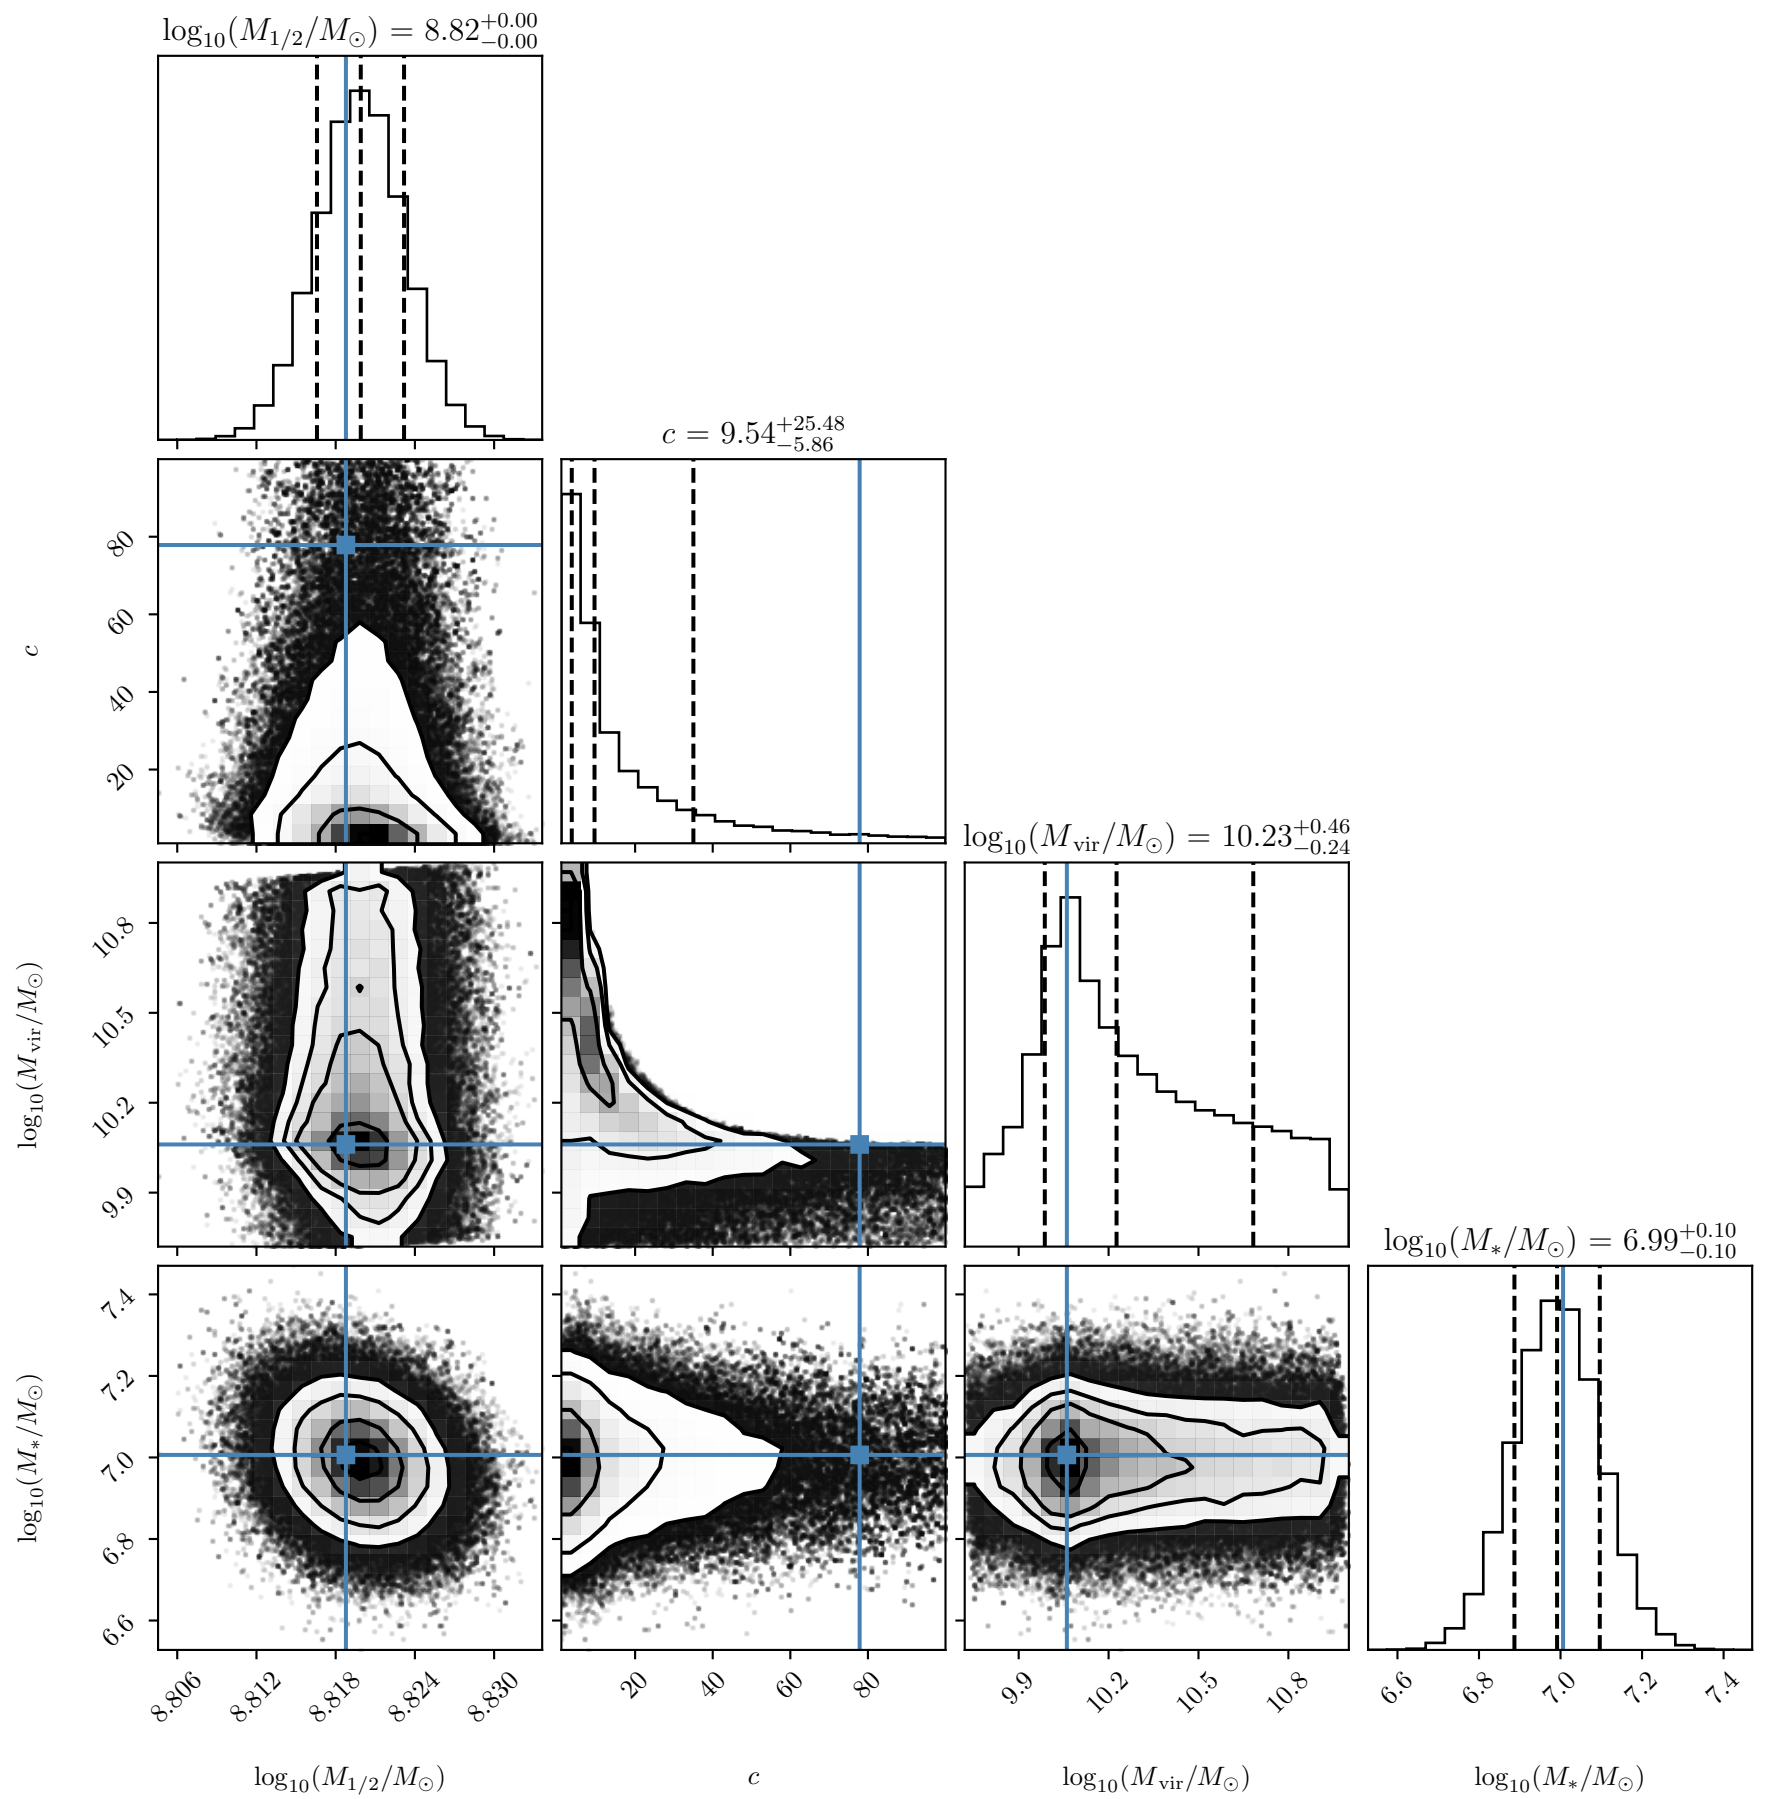 log₁₀(M₁/₂/M⊙) = 8.82 +0.00 −0.00
c = 9.54 +25.48 −5.86
80
60
40
20
c
log₁₀(Mvir/M⊙) = 10.23 +0.46 −0.24
10.8
10.5
10.2
9.9
log₁₀(Mvir/M⊙)
log₁₀(M∗/M⊙) = 6.99 +0.10 −0.10
7.4
7.2
7.0
6.8
6.6
log₁₀(M∗/M⊙)
8.806 8.812 8.818 8.824 8.830 20 40 60 80 9.9 10.2 10.5 10.8 6.6 6.8 7.0 7.2 7.4
log₁₀(M₁/₂/M⊙) c log₁₀(Mvir/M⊙) log₁₀(M∗/M⊙)